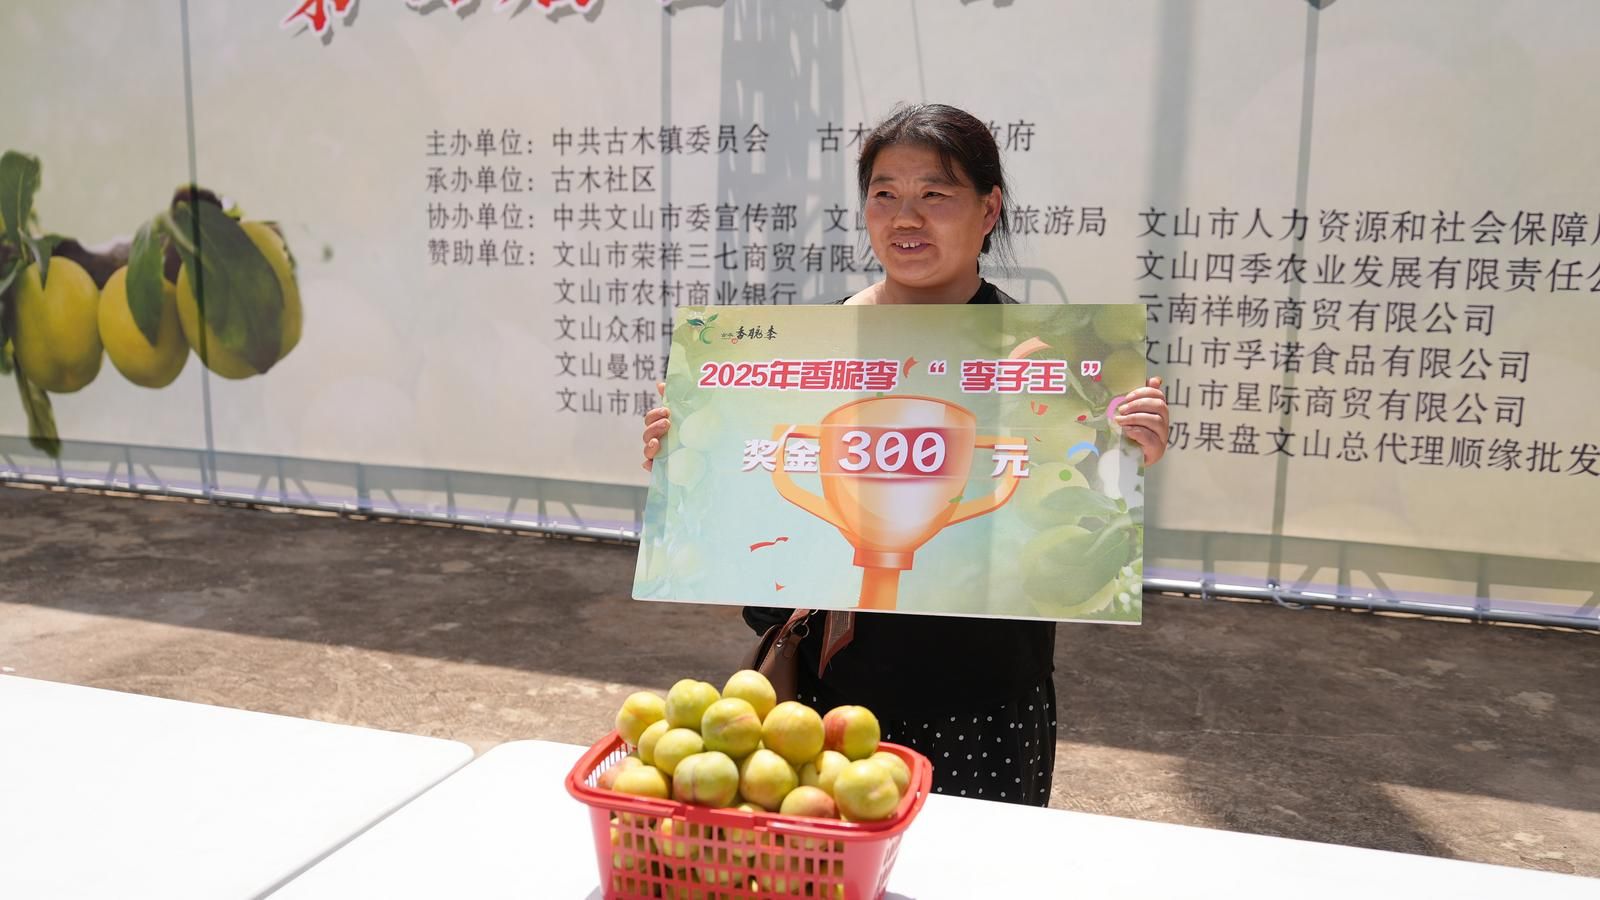 主办单位：中共古木镇委员会 古木 政府
承办单位：古木社区
协办单位：中共文山市委宣传部 文山 旅游局 文山市人力资源和社会保障局
赞助单位：文山市荣祥三七商贸有限公 文山四季农业发展有限责任公
文山市农村商业银行 云南祥畅商贸有限公司
文山众和 文山市孚诺食品有限公司
文山曼悦 山市星际商贸有限公司
文山市康 奶果盘文山总代理顺缘批发
香脆李
2025年香脆李“李子王”
奖金 300 元